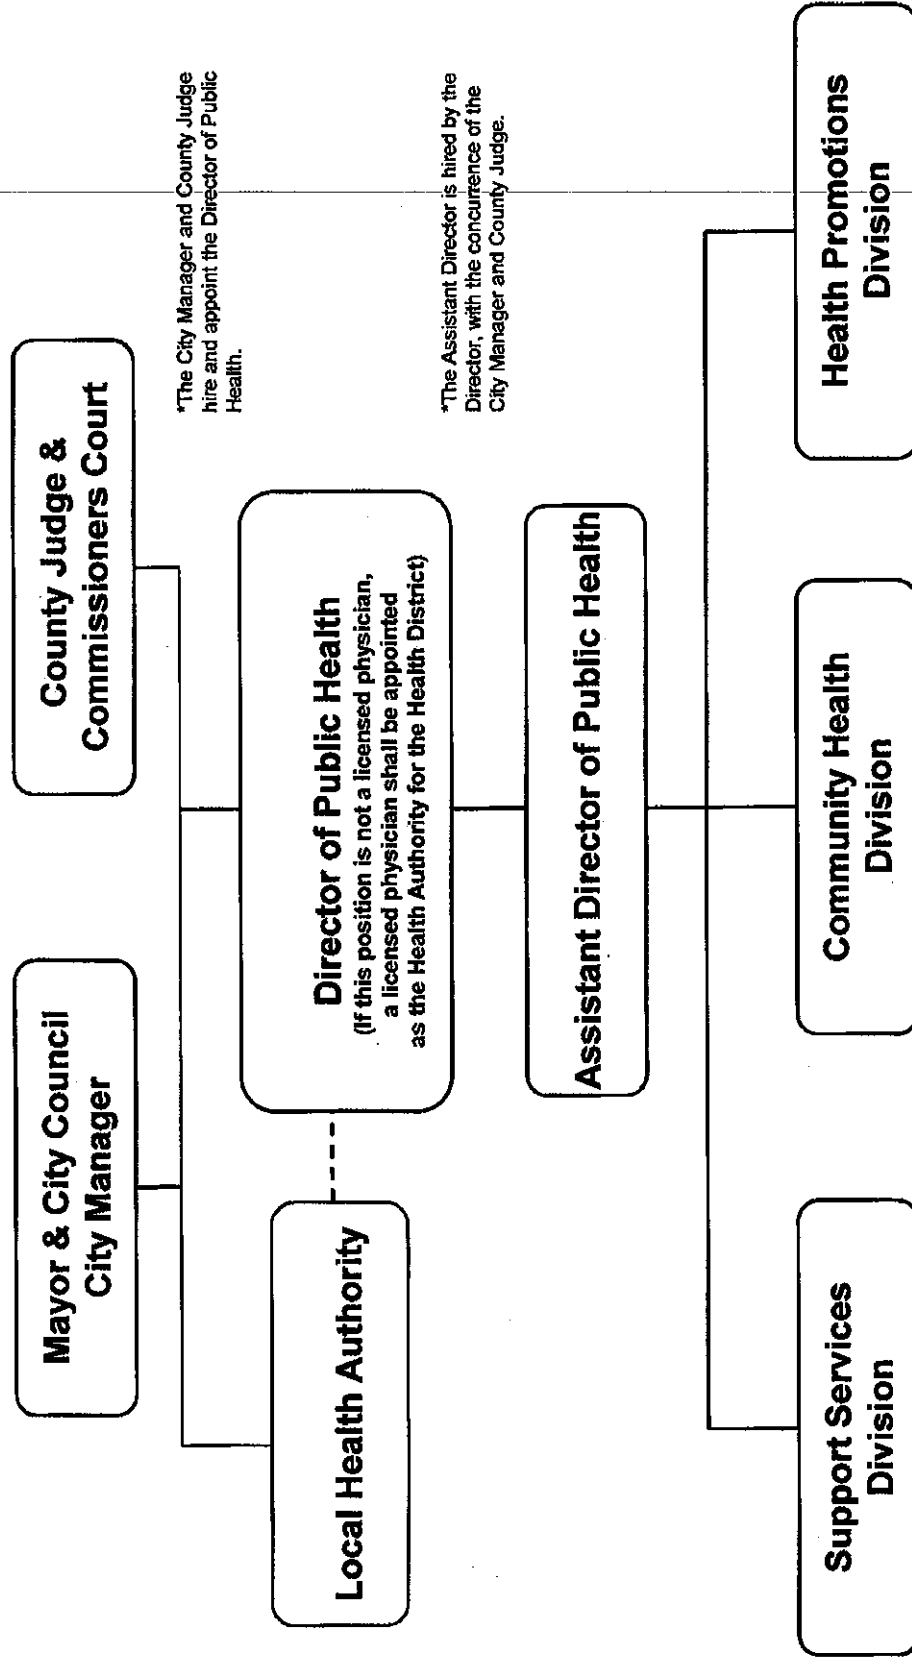 Mayor & City Council
City Manager
County Judge &
Commissioners Court
*The City Manager and County Judge
hire and appoint the Director of Public
Health.
Local Health Authority
Director of Public Health
(If this position is not a licensed physician,
a licensed physician shall be appointed
as the Health Authority for the Health District)
*The Assistant Director is hired by the
Director, with the concurrence of the
City Manager and County Judge.
Assistant Director of Public Health
Support Services
Division
Community Health
Division
Health Promotions
Division